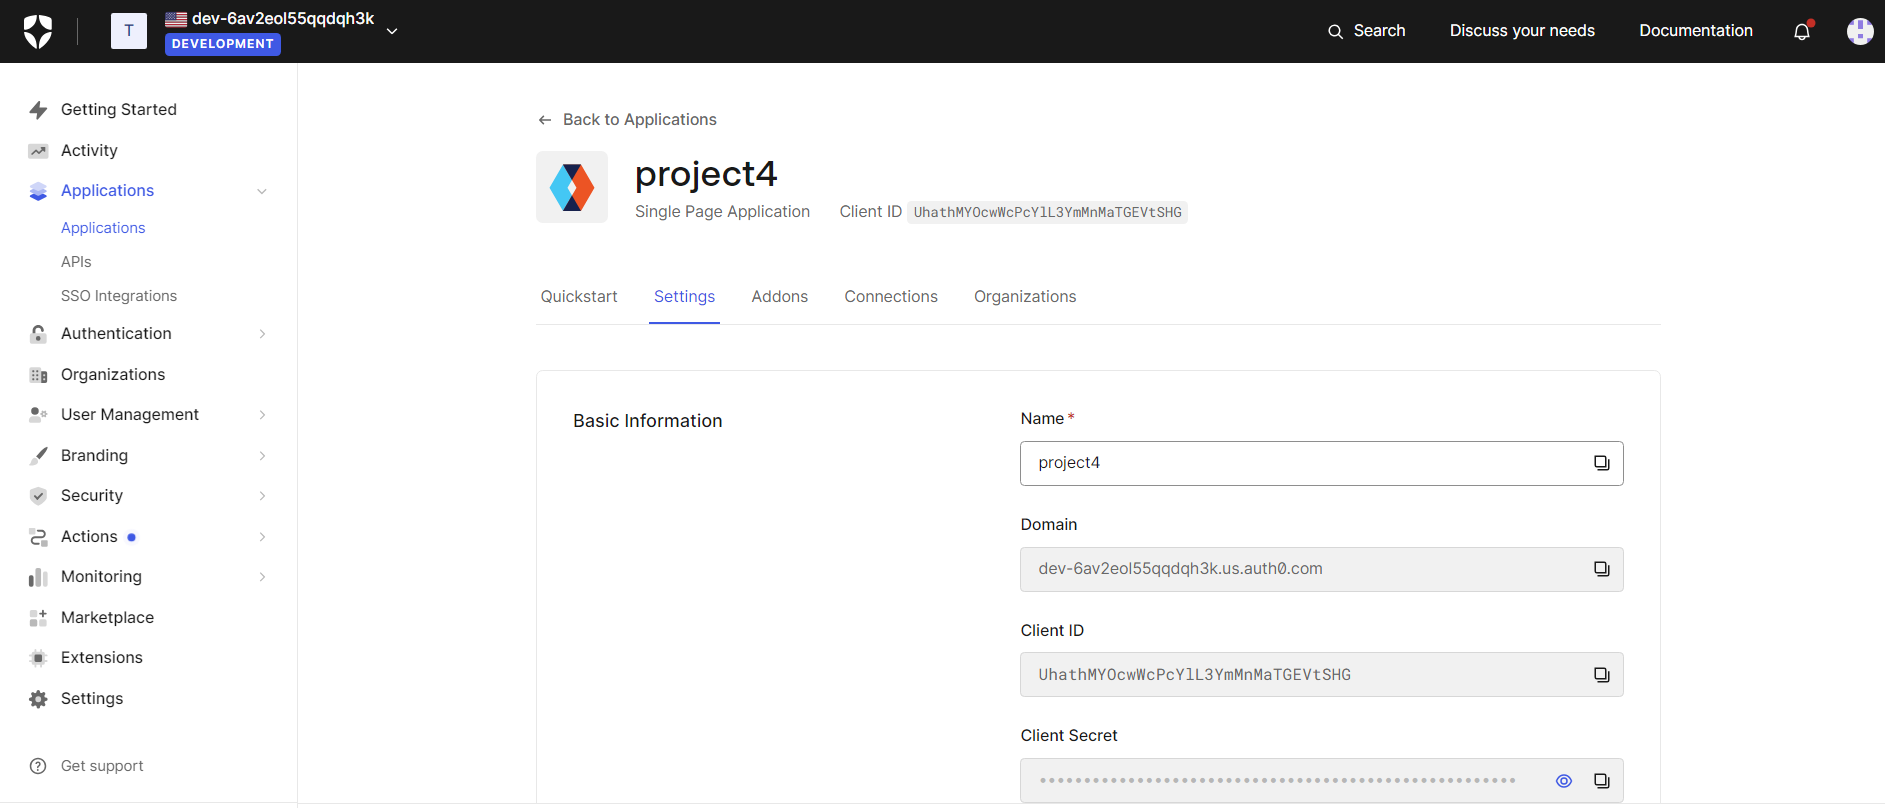 T
dev-6av2eol55qqdqh3k
DEVELOPMENT
Search
Discuss your needs
Documentation
Getting Started
Activity
Applications
Applications
APIs
SSO Integrations
Authentication
Organizations
User Management
Branding
Security
Actions
Monitoring
Marketplace
Extensions
Settings
Get support
Back to Applications
project4
Single Page Application Client ID UhathMYOcwWcPcYlL3YmMnMaTGEVtSHG
Quickstart Settings Addons Connections Organizations
Basic Information
Name *
project4
Domain
dev-6av2eol55qqdqh3k.us.auth0.com
Client ID
UhathMYOcwWcPcYlL3YmMnMaTGEVtSHG
Client Secret